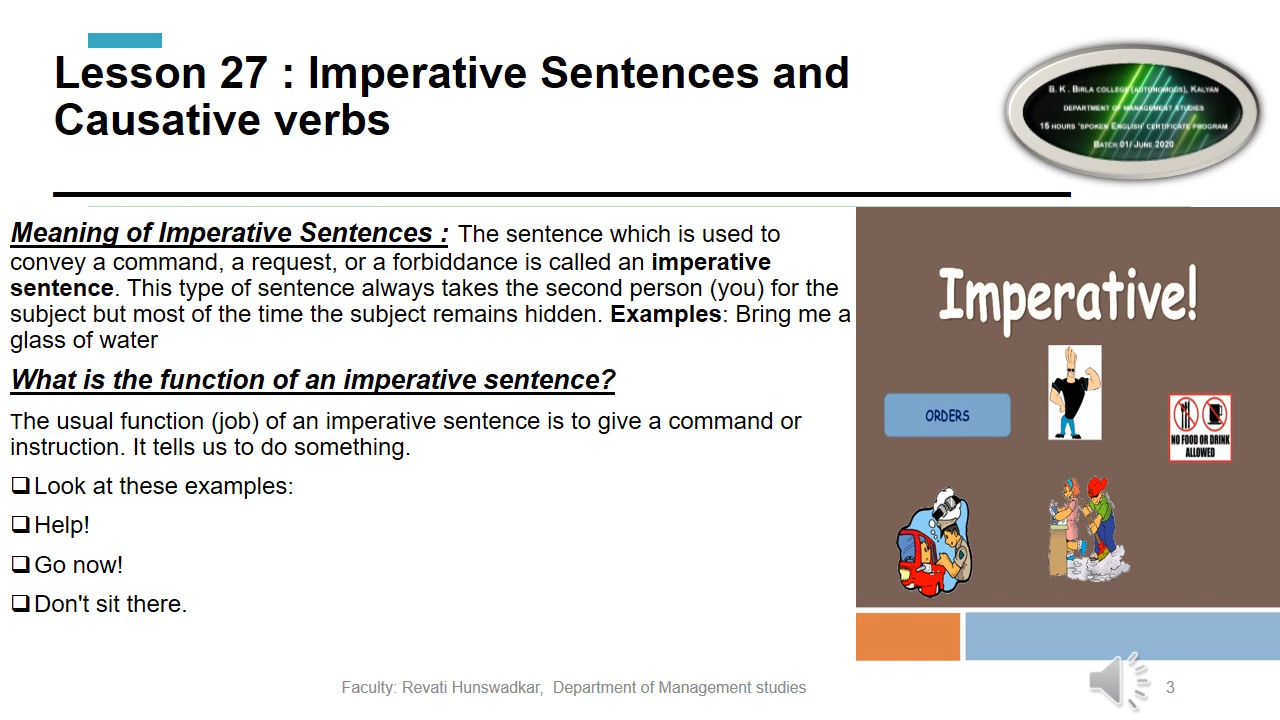 Lesson 27 : Imperative Sentences and
Causative verbs
B. K. BIRLA COLLEGE (AUTONOMOUS), KALYAN
DEPARTMENT OF MANAGEMENT STUDIES
15 HOURS 'SPOKEN ENGLISH' CERTIFICATE PROGRAM
BATCH 01/ JUNE 2020
Meaning of Imperative Sentences : The sentence which is used to
convey a command, a request, or a forbiddance is called an imperative
sentence. This type of sentence always takes the second person (you) for the
subject but most of the time the subject remains hidden. Examples: Bring me a
glass of water
What is the function of an imperative sentence?
The usual function (job) of an imperative sentence is to give a command or
instruction. It tells us to do something.
❑Look at these examples:
❑Help!
❑Go now!
❑Don't sit there.
Imperative!
ORDERS
NO FOOD OR DRINK
ALLOWED
Faculty: Revati Hunswadkar, Department of Management studies
3